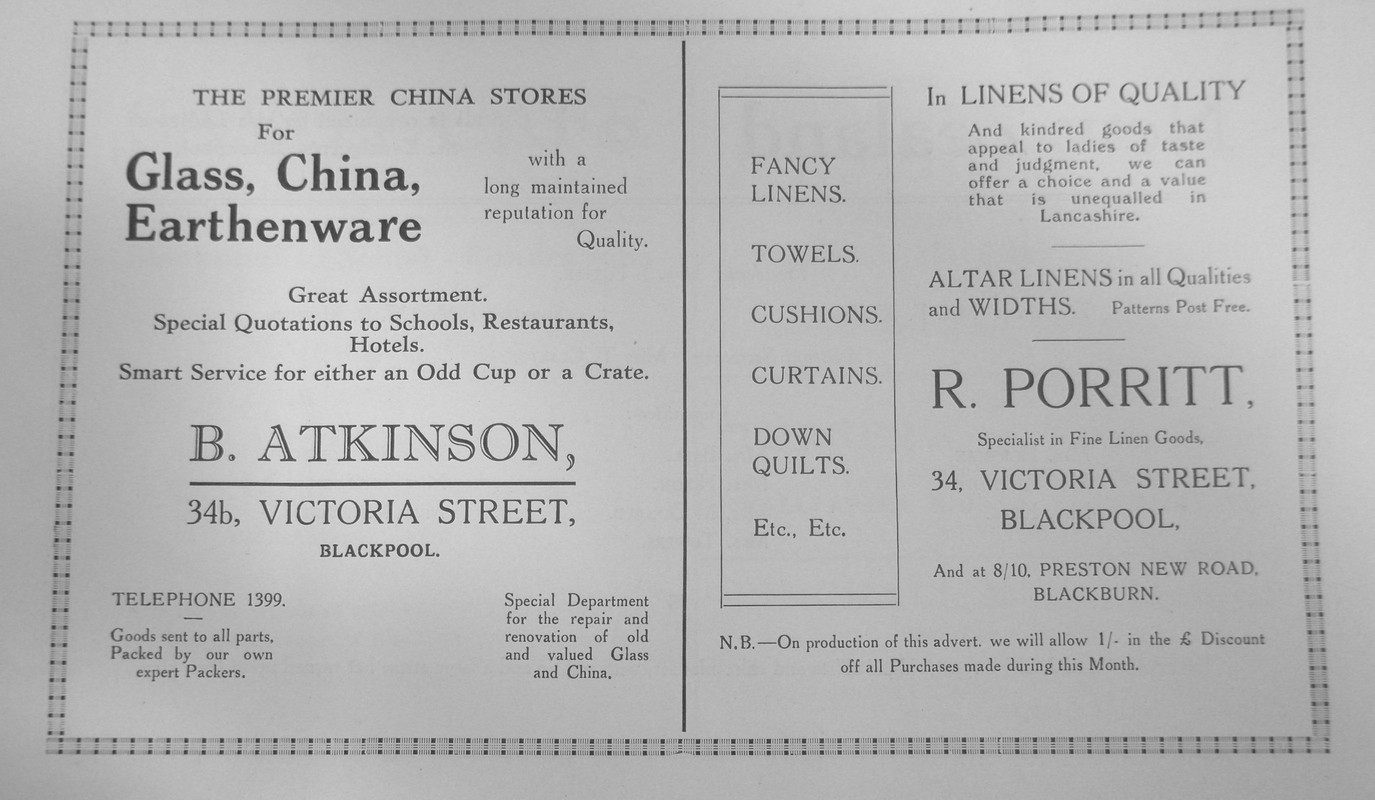 THE PREMIER CHINA STORES
For
Glass, China,
Earthenware
with a
long maintained
reputation for
Quality.
Great Assortment.
Special Quotations to Schools, Restaurants,
Hotels.
Smart Service for either an Odd Cup or a Crate.
B. ATKINSON,
34b, VICTORIA STREET,
BLACKPOOL.
TELEPHONE 1399.
Goods sent to all parts,
Packed by our own
expert Packers.
Special Department
for the repair and
renovation of old
and valued Glass
and China.
FANCY
LINENS.
TOWELS.
CUSHIONS.
CURTAINS.
DOWN
QUILTS.
Etc., Etc.
In LINENS OF QUALITY
And kindred goods that
appeal to ladies of taste
and judgment, we can
offer a choice and a value
that is unequalled in
Lancashire.
ALTAR LINENS in all Qualities
and WIDTHS. Patterns Post Free.
R. PORRITT,
Specialist in Fine Linen Goods,
34, VICTORIA STREET,
BLACKPOOL,
And at 8/10, PRESTON NEW ROAD,
BLACKBURN.
N.B.—On production of this advert. we will allow 1/- in the £ Discount
off all Purchases made during this Month.